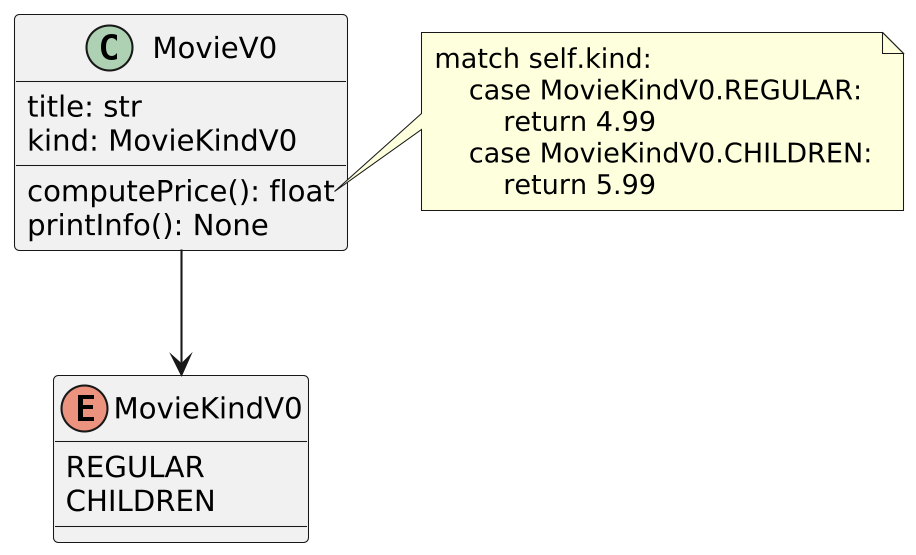 C MovieV0
title: str
kind: MovieKindV0
computePrice(): float
printInfo(): None
match self.kind:
    case MovieKindV0.REGULAR:
        return 4.99
    case MovieKindV0.CHILDREN:
        return 5.99
E MovieKindV0
REGULAR
CHILDREN